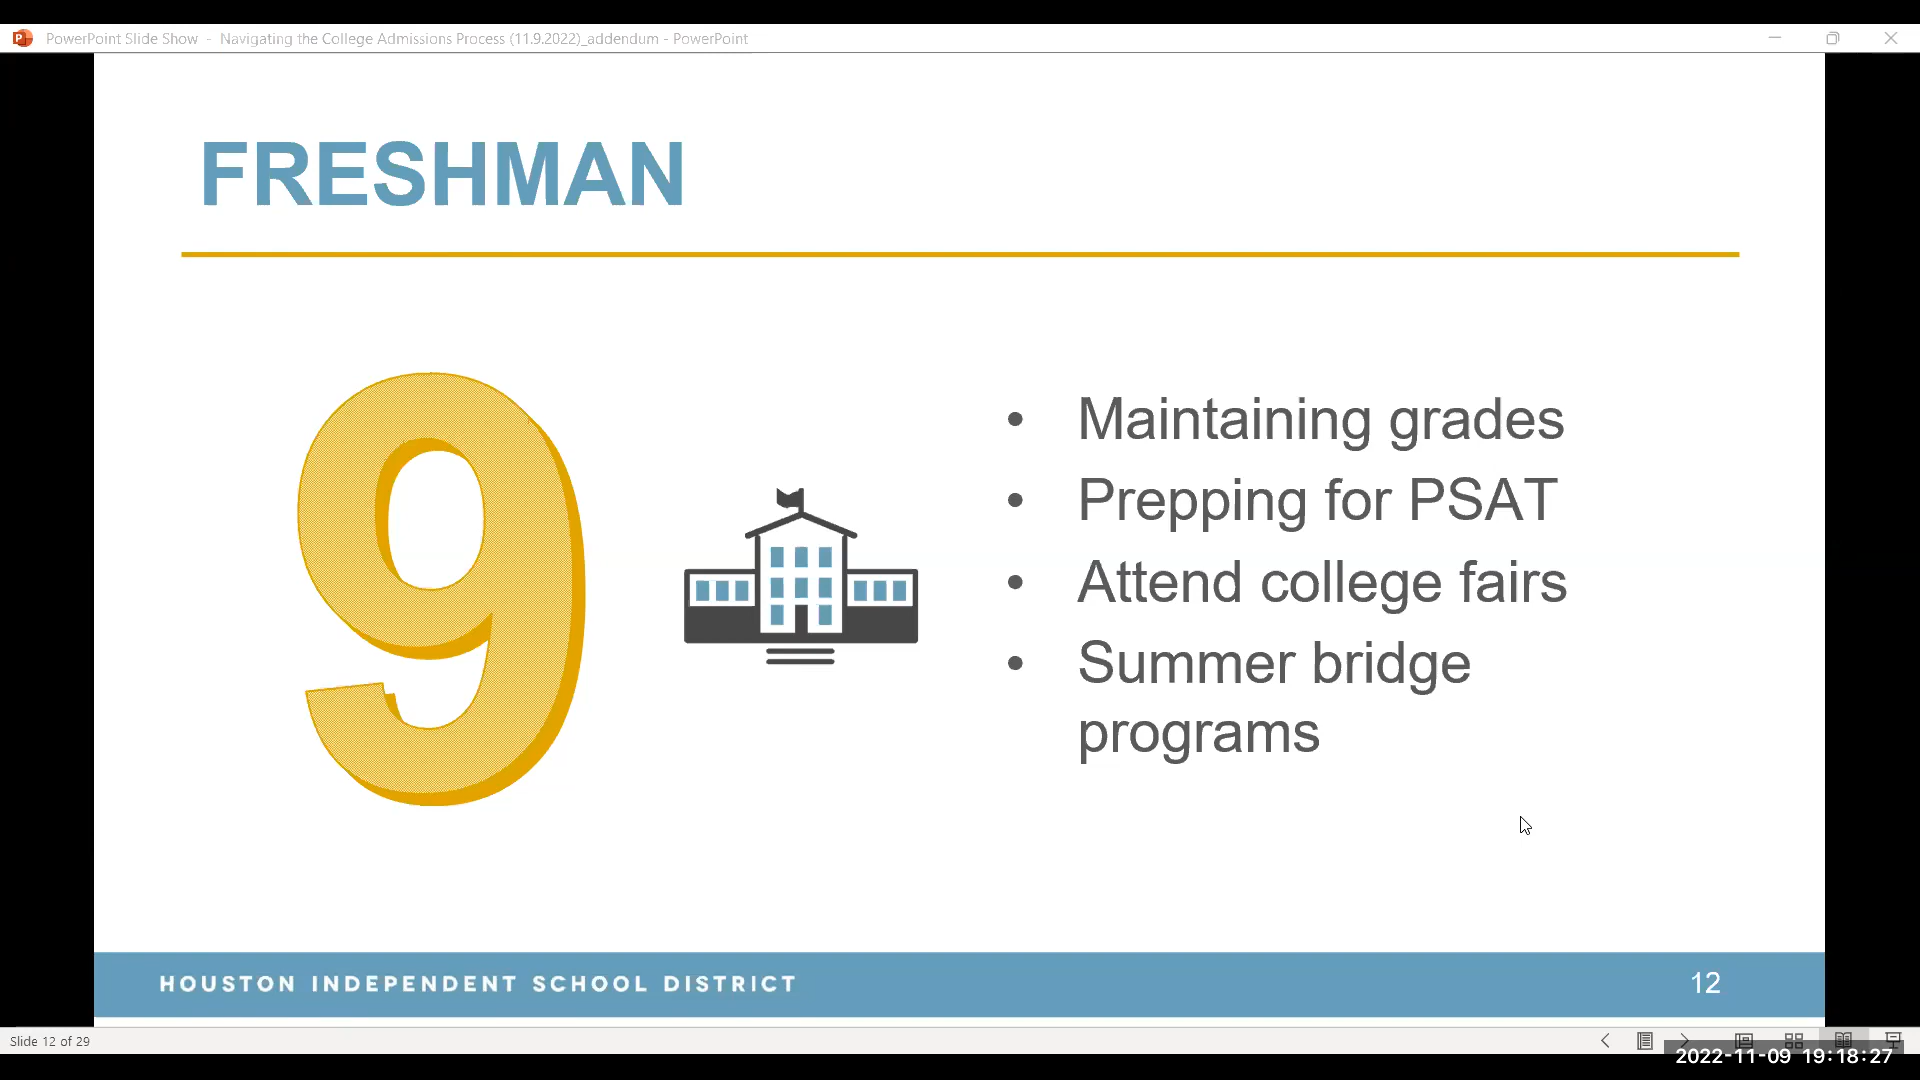 PowerPoint Slide Show - Navigating the College Admissions Process (11.9.2022)_addendum - PowerPoint
FRESHMAN
9
• Maintaining grades
• Prepping for PSAT
• Attend college fairs
• Summer bridge
programs
HOUSTON INDEPENDENT SCHOOL DISTRICT
12
Slide 12 of 29
2022-11-09 19:18:27